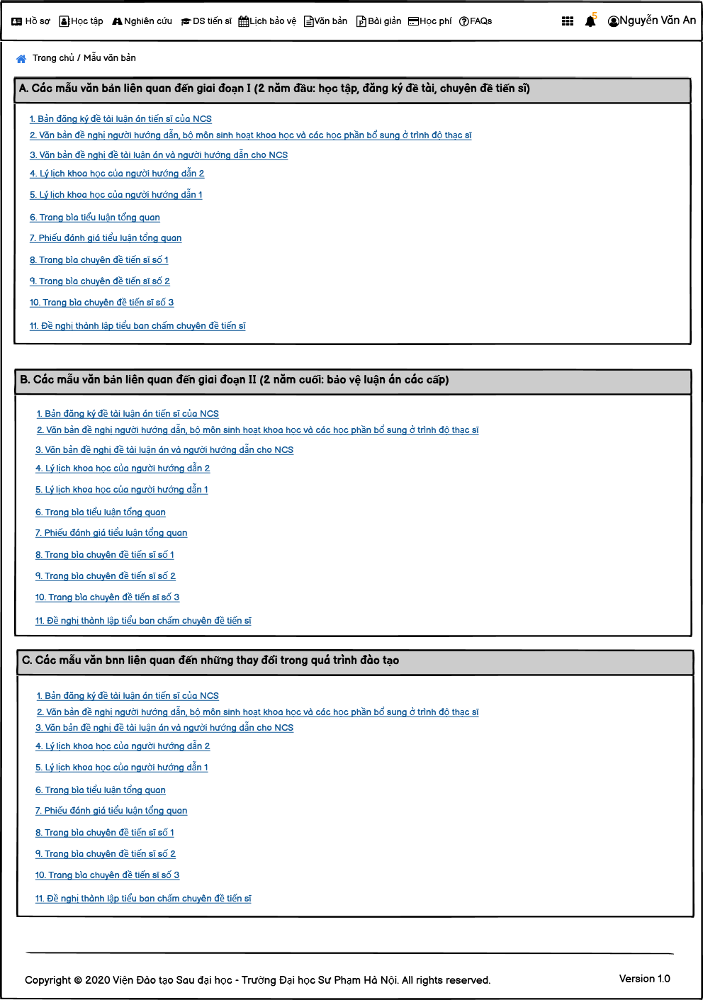 Hồ sơ Học tập Nghiên cứu DS tiến sĩ Lịch bảo vệ Văn bản Bài giản Học phí FAQs 5 Nguyễn Văn An
Trang chủ / Mẫu văn bản
A. Các mẫu văn bản liên quan đến giai đoạn I (2 năm đầu: học tập, đăng ký đề tài, chuyên đề tiến sĩ)
1. Bản đăng ký đề tài luận án tiến sĩ của NCS
2. Văn bản đề nghị người hướng dẫn, bộ môn sinh hoạt khoa học và các học phần bổ sung ở trình độ thạc sĩ
3. Văn bản đề nghị đề tài luận án và người hướng dẫn cho NCS
4. Lý lịch khoa học của người hướng dẫn 2
5. Lý lịch khoa học của người hướng dẫn 1
6. Trang bìa tiểu luận tổng quan
7. Phiếu đánh giá tiểu luận tổng quan
8. Trang bìa chuyên đề tiến sĩ số 1
9. Trang bìa chuyên đề tiến sĩ số 2
10. Trang bìa chuyên đề tiến sĩ số 3
11. Đề nghị thành lập tiểu ban chấm chuyên đề tiến sĩ
B. Các mẫu văn bản liên quan đến giai đoạn II (2 năm cuối: bảo vệ luận án các cấp)
1. Bản đăng ký đề tài luận án tiến sĩ của NCS
2. Văn bản đề nghị người hướng dẫn, bộ môn sinh hoạt khoa học và các học phần bổ sung ở trình độ thạc sĩ
3. Văn bản đề nghị đề tài luận án và người hướng dẫn cho NCS
4. Lý lịch khoa học của người hướng dẫn 2
5. Lý lịch khoa học của người hướng dẫn 1
6. Trang bìa tiểu luận tổng quan
7. Phiếu đánh giá tiểu luận tổng quan
8. Trang bìa chuyên đề tiến sĩ số 1
9. Trang bìa chuyên đề tiến sĩ số 2
10. Trang bìa chuyên đề tiến sĩ số 3
11. Đề nghị thành lập tiểu ban chấm chuyên đề tiến sĩ
C. Các mẫu văn bnn liên quan đến những thay đổi trong quá trình đào tạo
1. Bản đăng ký đề tài luận án tiến sĩ của NCS
2. Văn bản đề nghị người hướng dẫn, bộ môn sinh hoạt khoa học và các học phần bổ sung ở trình độ thạc sĩ
3. Văn bản đề nghị đề tài luận án và người hướng dẫn cho NCS
4. Lý lịch khoa học của người hướng dẫn 2
5. Lý lịch khoa học của người hướng dẫn 1
6. Trang bìa tiểu luận tổng quan
7. Phiếu đánh giá tiểu luận tổng quan
8. Trang bìa chuyên đề tiến sĩ số 1
9. Trang bìa chuyên đề tiến sĩ số 2
10. Trang bìa chuyên đề tiến sĩ số 3
11. Đề nghị thành lập tiểu ban chấm chuyên đề tiến sĩ
Copyright © 2020 Viện Đào tạo Sau đại học - Trường Đại học Sư Phạm Hà Nội. All rights reserved. Version 1.0